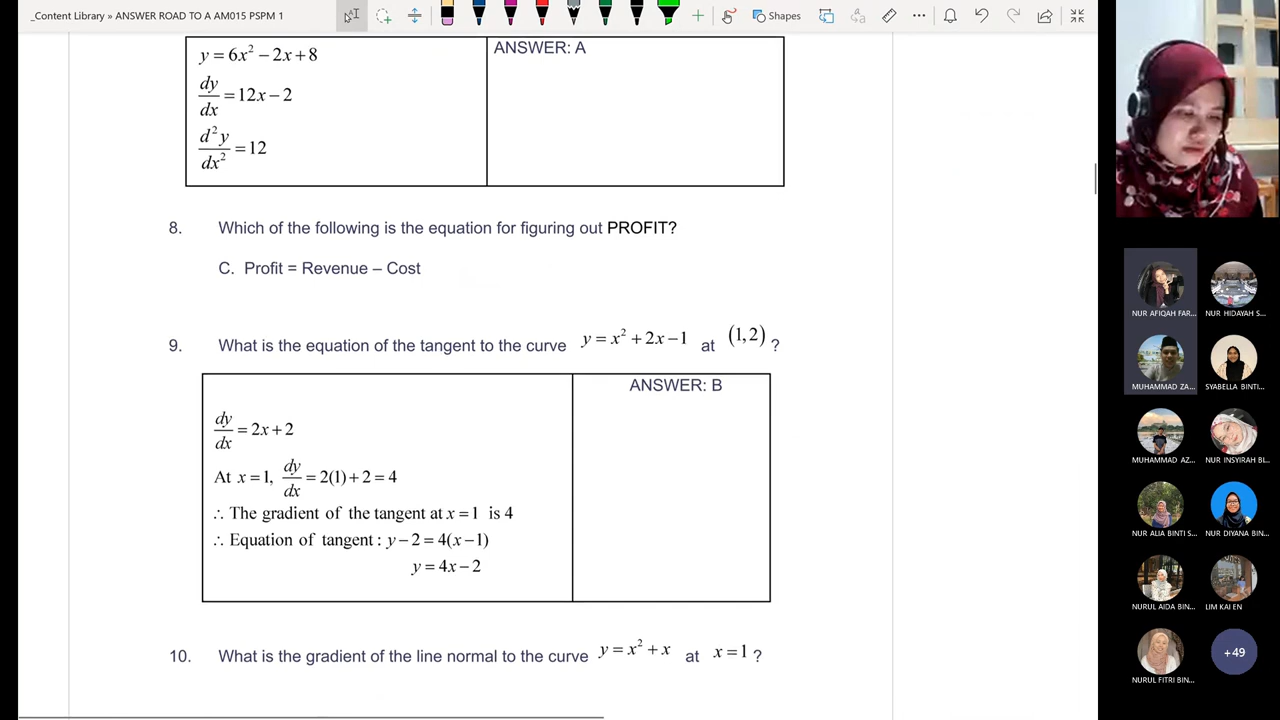 _Content Library » ANSWER ROAD TO A AM015 PSPM 1
Shapes
y = 6x² − 2x + 8
dy/dx = 12x − 2
d²y/dx² = 12
ANSWER: A
8. Which of the following is the equation for figuring out PROFIT?
C. Profit = Revenue – Cost
9. What is the equation of the tangent to the curve y = x² + 2x − 1 at (1, 2) ?
dy/dx = 2x + 2
At x = 1, dy/dx = 2(1) + 2 = 4
∴ The gradient of the tangent at x = 1 is 4
∴ Equation of tangent : y − 2 = 4(x − 1)
y = 4x − 2
ANSWER: B
10. What is the gradient of the line normal to the curve y = x² + x at x = 1 ?
NUR AFIQAH FAR...
NUR HIDAYAH S...
MUHAMMAD ZA...
SYABELLA BINTI...
MUHAMMAD AZ...
NUR INSYIRAH BI...
NUR ALIA BINTI S...
NUR DIYANA BIN...
NURUL AIDA BIN...
LIM KAI EN
NURUL FITRI BIN...
+49